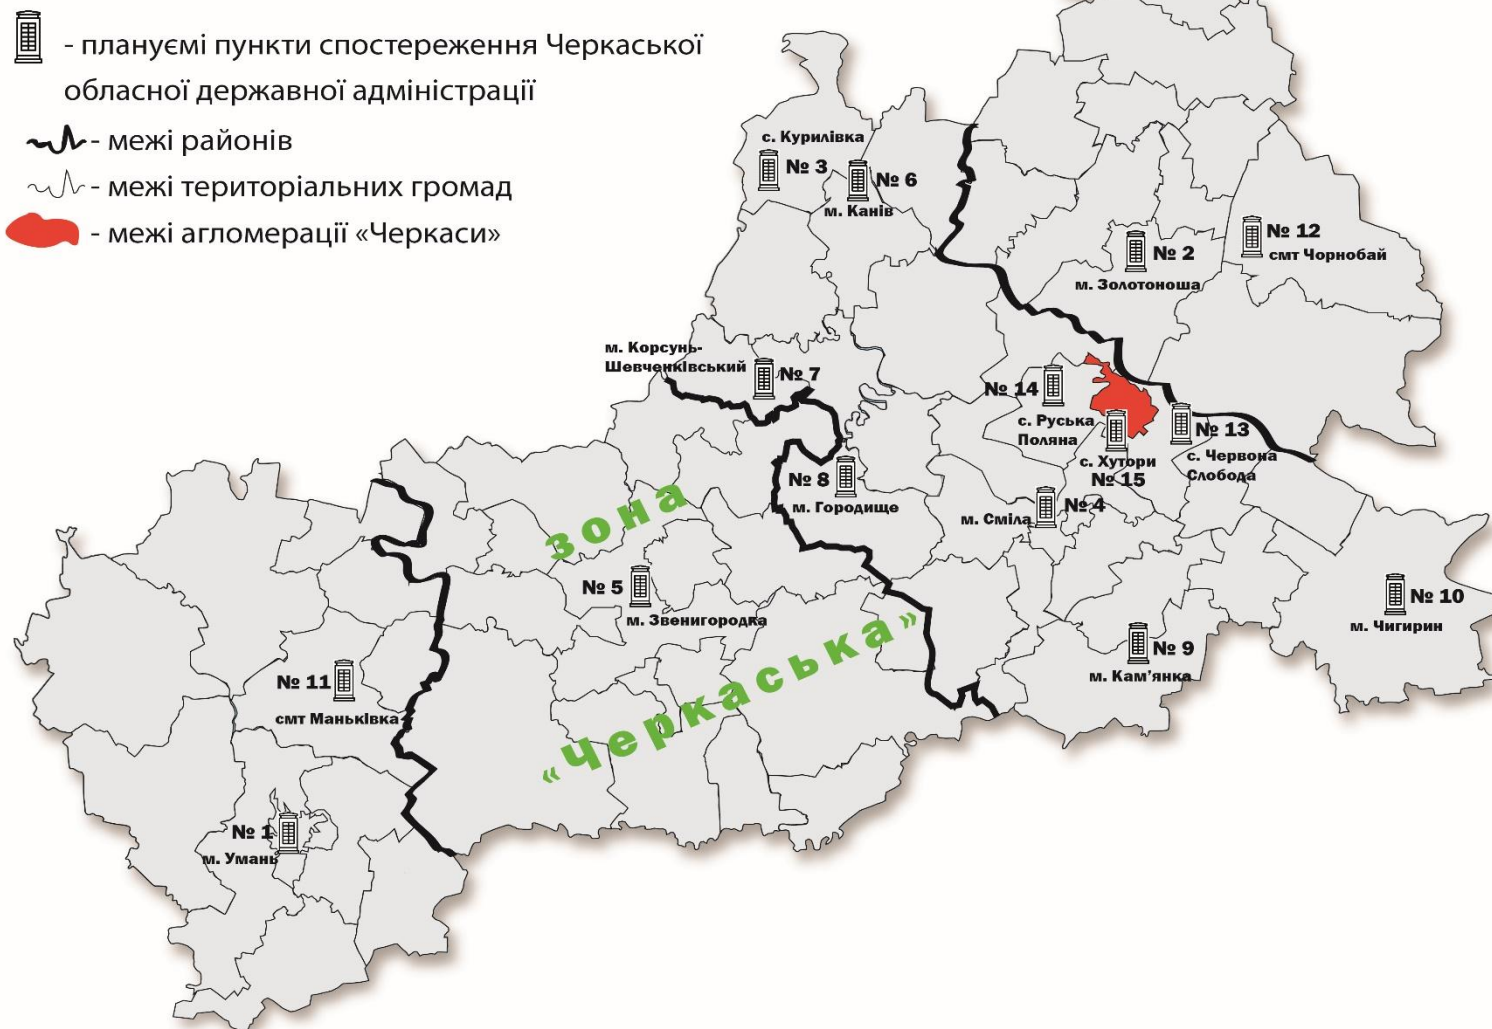 - плануємі пункти спостереження Черкаської
обласної державної адміністрації
- межі районів
- межі територіальних громад
- межі агломерації «Черкаси»
с. Курилівка
№ 3
№ 6
м. Канів
№ 2
м. Золотоноша
№ 12
смт Чорнобай
м. Корсунь-
Шевченківський
№ 7
№ 14
с. Руська
Поляна
№ 13
с. Червона
Слобода
с. Хутори
№ 15
№ 8
м. Городище
м. Сміла
№ 4
зона
«Черкаська»
№ 5
м. Звенигородка
№ 10
м. Чигирин
№ 9
м. Кам’янка
№ 11
смт Маньківка
№ 1
м. Умань